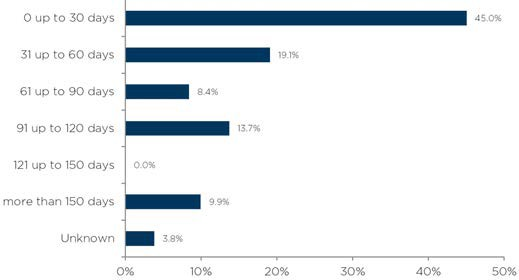 0 up to 30 days 45.0%
31 up to 60 days 19.1%
61 up to 90 days 8.4%
91 up to 120 days 13.7%
121 up to 150 days 0.0%
more than 150 days 9.9%
Unknown 3.8%
0% 10% 20% 30% 40% 50%